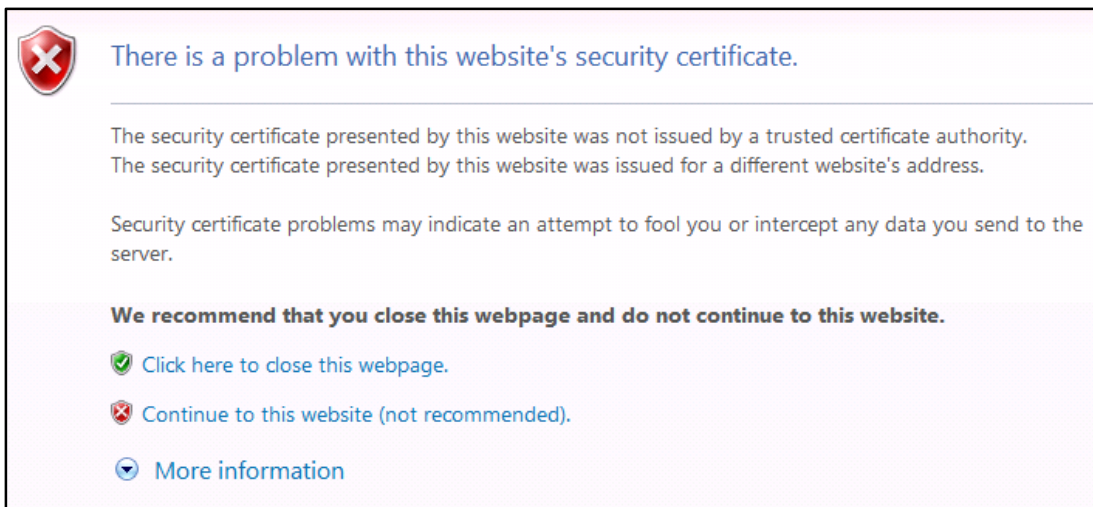 There is a problem with this website's security certificate.
The security certificate presented by this website was not issued by a trusted certificate authority.
The security certificate presented by this website was issued for a different website's address.
Security certificate problems may indicate an attempt to fool you or intercept any data you send to the
server.
We recommend that you close this webpage and do not continue to this website.
Click here to close this webpage.
Continue to this website (not recommended).
More information